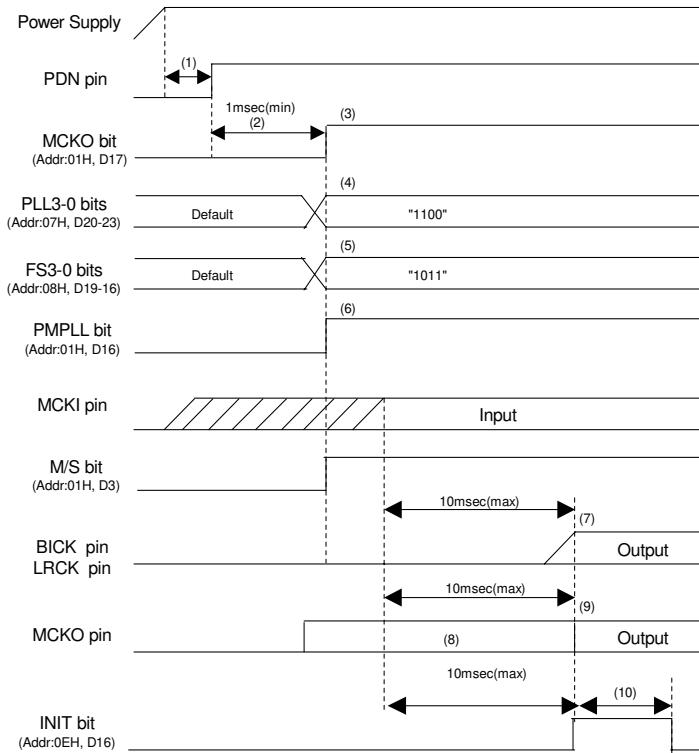 Power Supply
(1)
PDN pin
1msec(min)
(2)
(3)
MCKO bit
(Addr:01H, D17)
(4)
PLL3-0 bits
(Addr:07H, D20-23)
Default
"1100"
(5)
FS3-0 bits
(Addr:08H, D19-16)
Default
"1011"
(6)
PMPLL bit
(Addr:01H, D16)
MCKI pin
Input
M/S bit
(Addr:01H, D3)
10msec(max)
(7)
BICK pin
LRCK pin
Output
10msec(max)
(9)
MCKO pin
(8)
Output
10msec(max)
(10)
INIT bit
(Addr:0EH, D16)